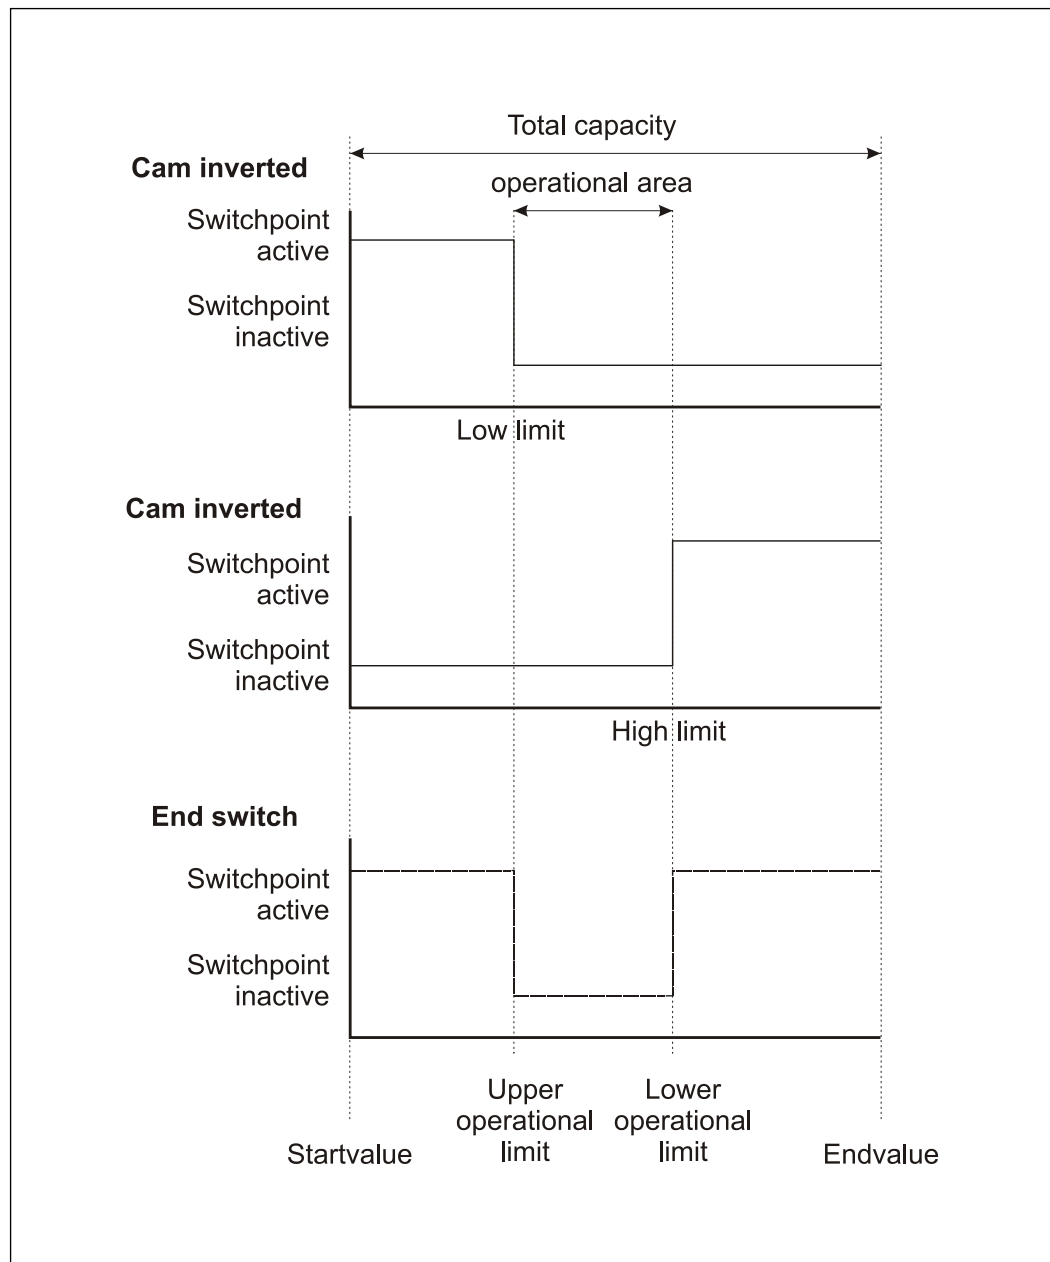 Total capacity
Cam inverted
operational area
Switchpoint
active
Switchpoint
inactive
Low limit
Cam inverted
Switchpoint
active
Switchpoint
inactive
High limit
End switch
Switchpoint
active
Switchpoint
inactive
Upper
operational
limit
Lower
operational
limit
Startvalue
Endvalue